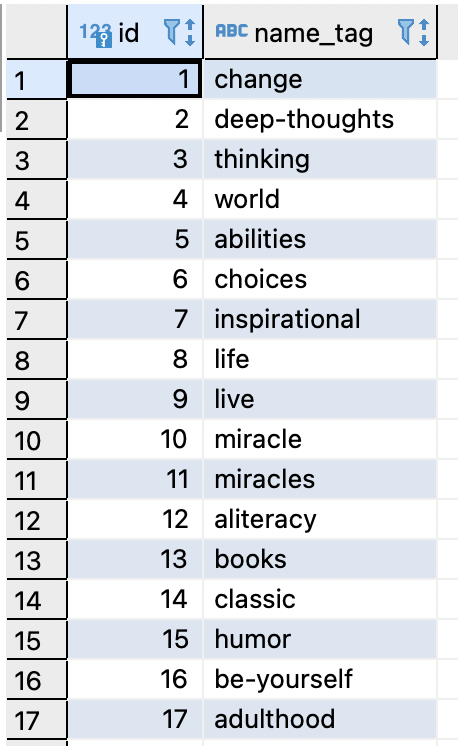 123 id ABC name_tag
1 1 change
2 2 deep-thoughts
3 3 thinking
4 4 world
5 5 abilities
6 6 choices
7 7 inspirational
8 8 life
9 9 live
10 10 miracle
11 11 miracles
12 12 aliteracy
13 13 books
14 14 classic
15 15 humor
16 16 be-yourself
17 17 adulthood